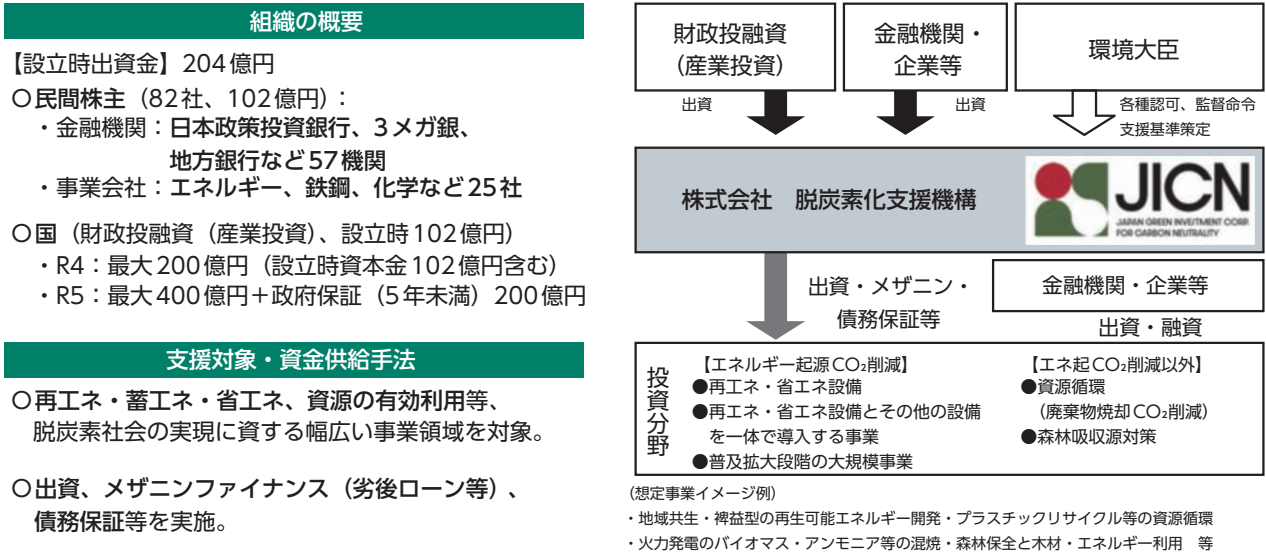 組織の概要
【設立時出資金】204億円
〇民間株主（82社、102億円）：
・金融機関：日本政策投資銀行、3メガ銀、
地方銀行など57機関
・事業会社：エネルギー、鉄鋼、化学など25社
〇国（財政投融資（産業投資）、設立時102億円）
・R4：最大200億円（設立時資本金102億円含む）
・R5：最大400億円＋政府保証（5年未満）200億円
支援対象・資金供給手法
〇再エネ・蓄エネ・省エネ、資源の有効利用等、
脱炭素社会の実現に資する幅広い事業領域を対象。
〇出資、メザニンファイナンス（劣後ローン等）、
債務保証等を実施。
財政投融資
（産業投資）
金融機関・
企業等
環境大臣
出資
出資
各種認可、監督命令
支援基準策定
株式会社　脱炭素化支援機構
JICN
JAPAN GREEN INVESTMENT CORP.
FOR CARBON NEUTRALITY
出資・メザニン・
債務保証等
金融機関・企業等
出資・融資
投資分野
【エネルギー起源CO₂削減】
●再エネ・省エネ設備
●再エネ・省エネ設備とその他の設備
を一体で導入する事業
●普及拡大段階の大規模事業
【エネ起CO₂削減以外】
●資源循環
（廃棄物焼却CO₂削減）
●森林吸収源対策
（想定事業イメージ例）
・地域共生・裨益型の再生可能エネルギー開発・プラスチックリサイクル等の資源循環
・火力発電のバイオマス・アンモニア等の混焼・森林保全と木材・エネルギー利用　等